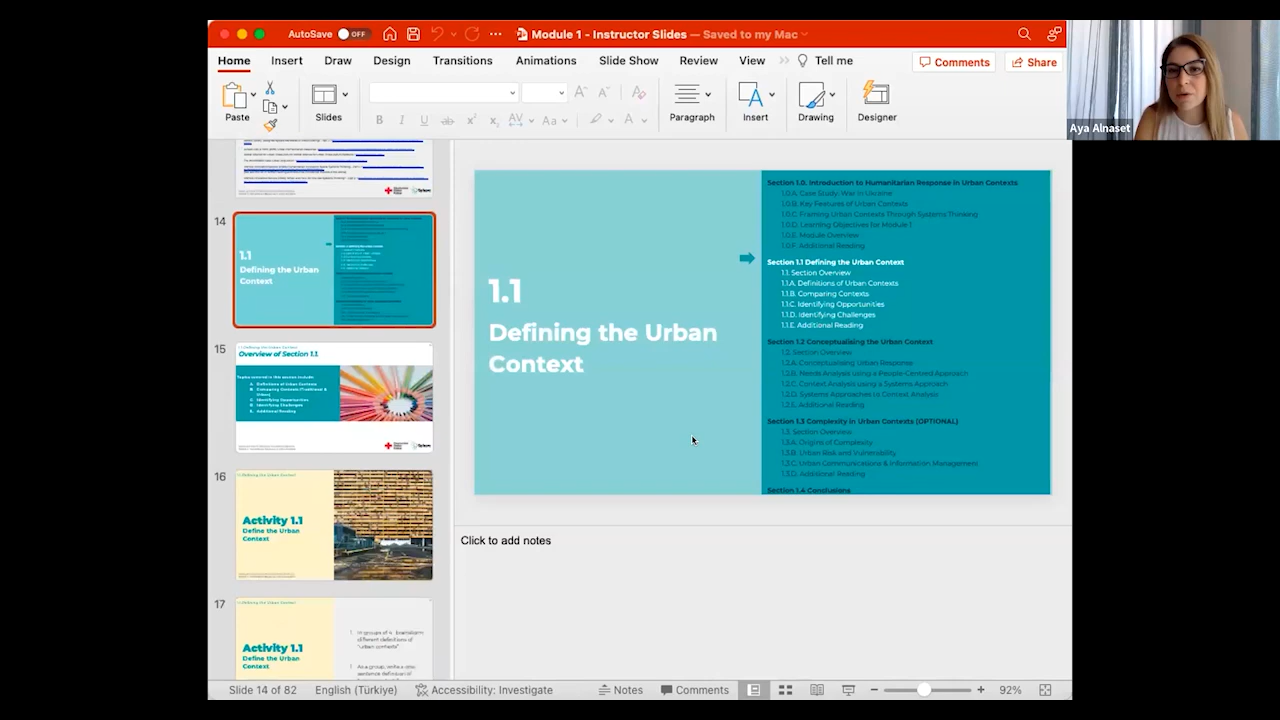 AutoSave OFF Module 1 - Instructor Slides — Saved to my Mac
Home Insert Draw Design Transitions Animations Slide Show Review View Tell me Comments Share
Paste Slides Paragraph Insert Drawing Designer
Aya Alnaset
14
1.1
Defining the Urban
Context
15
Overview of Section 1.1
16
Activity 1.1
Define the Urban
Context
17
Activity 1.1
Define the Urban
Context
1.1
Defining the Urban
Context
Section 1.0. Introduction to Humanitarian Response in Urban Contexts
1.0.A. Case Study: War in Ukraine
1.0.B. Key Features of Urban Contexts
1.0.C. Framing Urban Contexts Through Systems Thinking
1.0.D. Learning Objectives for Module 1
1.0.E. Module Overview
1.0.F. Additional Reading
Section 1.1 Defining the Urban Context
1.1. Section Overview
1.1.A. Definitions of Urban Contexts
1.1.B. Comparing Contexts
1.1.C. Identifying Opportunities
1.1.D. Identifying Challenges
1.1.E. Additional Reading
Section 1.2 Conceptualising the Urban Context
1.2. Section Overview
1.2.A. Conceptualising Urban Response
1.2.B. Needs Analysis using a People-Centred Approach
1.2.C. Context Analysis using a Systems Approach
1.2.D. Systems Approaches to Context Analysis
1.2.E. Additional Reading
Section 1.3 Complexity in Urban Contexts (OPTIONAL)
1.3. Section Overview
1.3.A. Origins of Complexity
1.3.B. Urban Risk and Vulnerability
1.3.C. Urban Communications & Information Management
1.3.D. Additional Reading
Section 1.4 Conclusions
Click to add notes
Slide 14 of 82 English (Türkiye) Accessibility: Investigate Notes Comments 92%